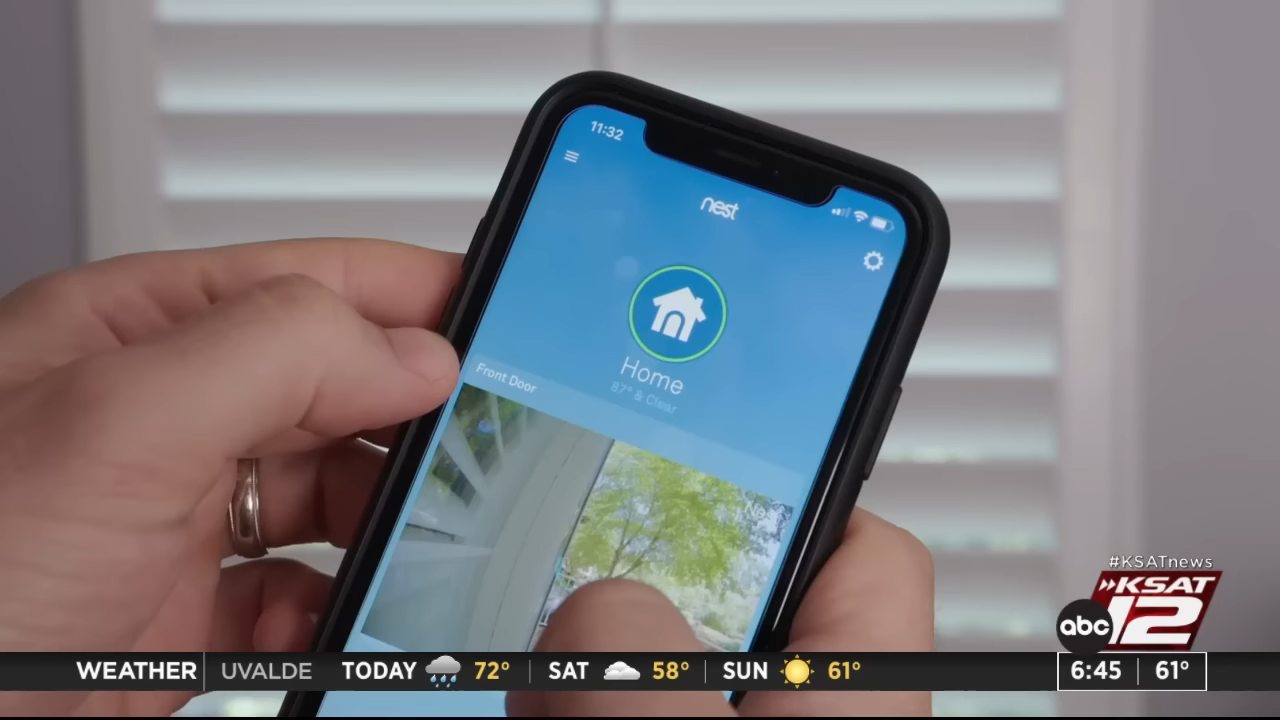 11:32
nest
Home
87° & Clear
Front Door
#KSATnews
KSAT
abc 12
WEATHER UVALDE TODAY 72° SAT 58° SUN 61° 6:45 61°